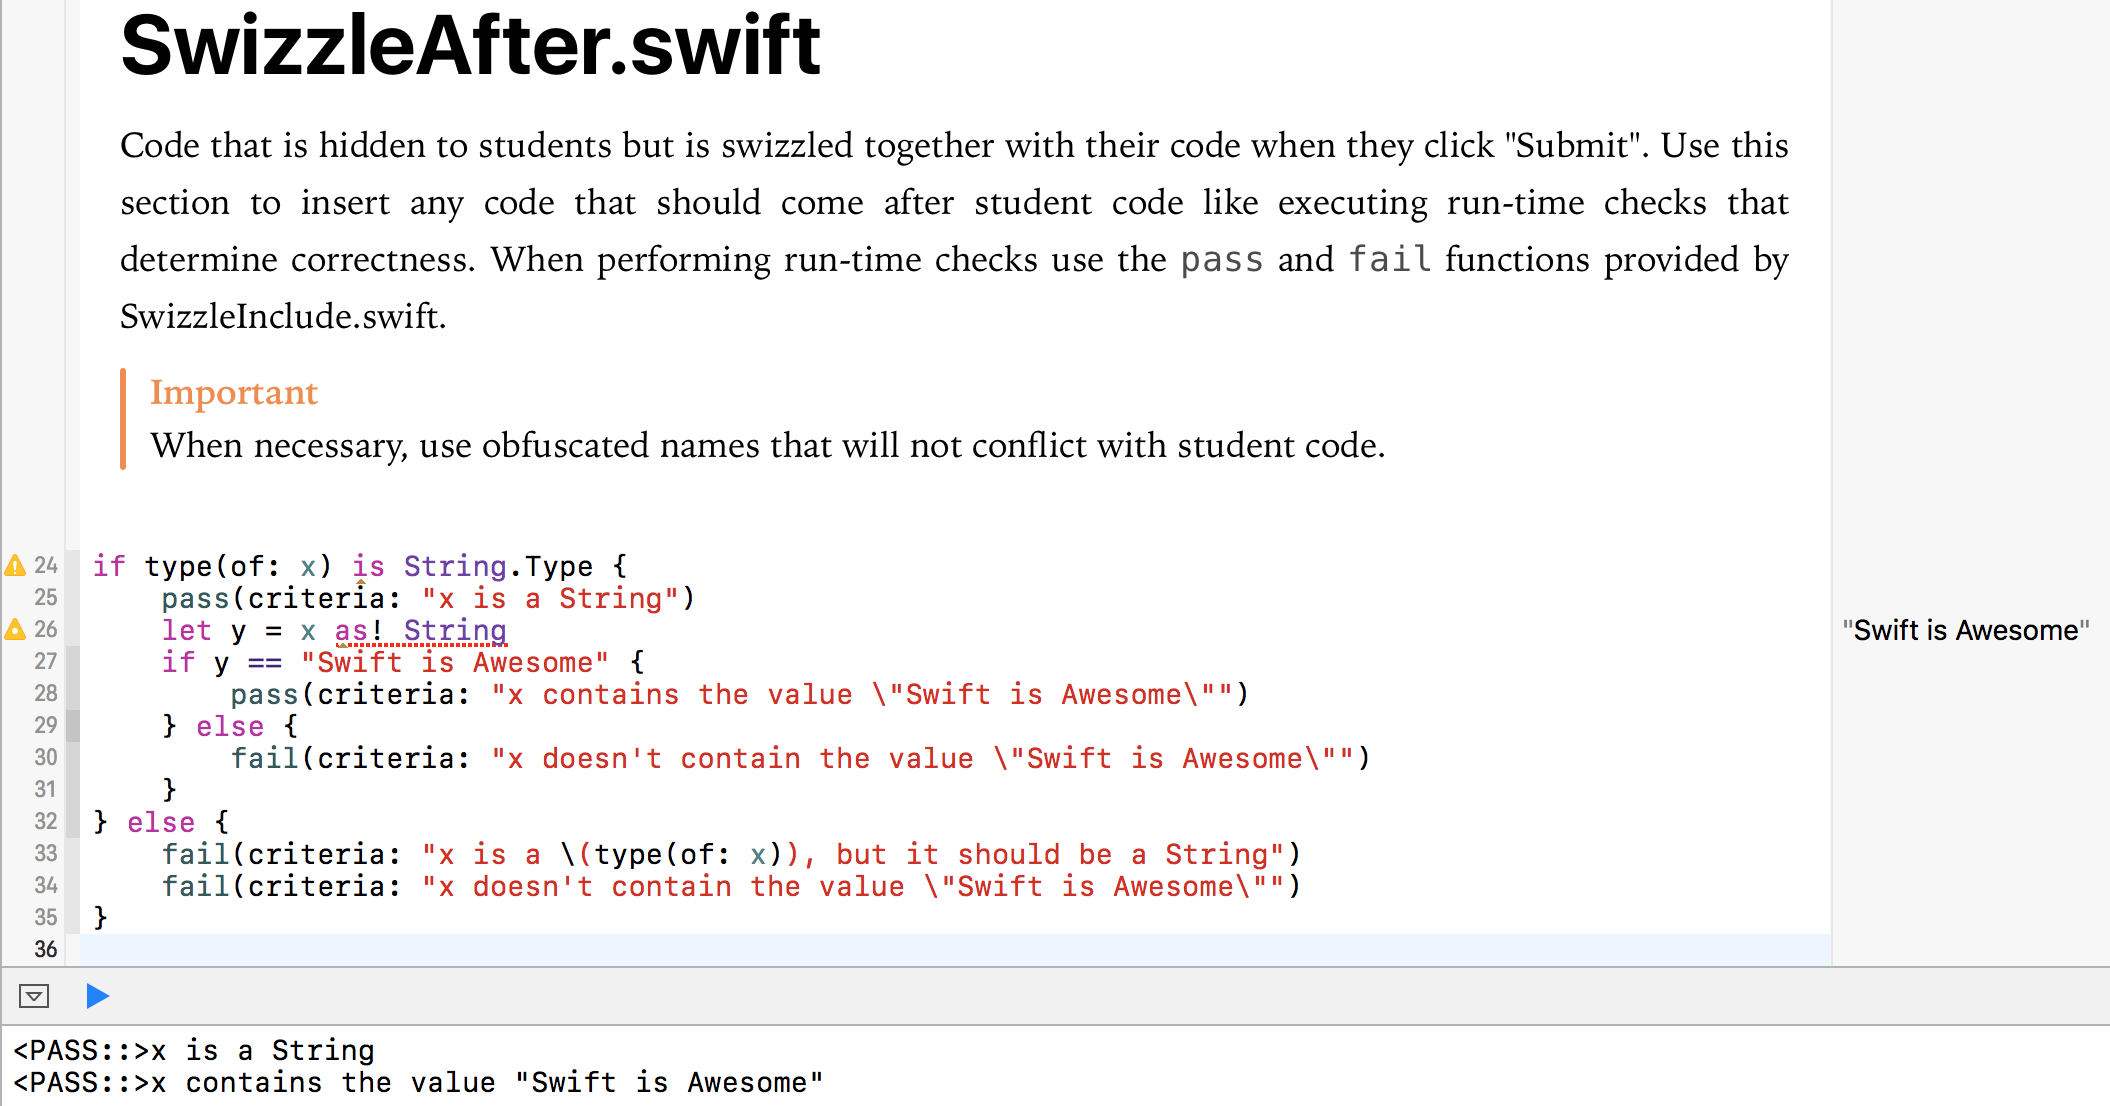 SwizzleAfter.swift
Code that is hidden to students but is swizzled together with their code when they click "Submit". Use this
section to insert any code that should come after student code like executing run-time checks that
determine correctness. When performing run-time checks use the pass and fail functions provided by
SwizzleInclude.swift.
Important
When necessary, use obfuscated names that will not conflict with student code.
24 if type(of: x) is String.Type {
25     pass(criteria: "x is a String")
26     let y = x as! String "Swift is Awesome"
27     if y == "Swift is Awesome" {
28         pass(criteria: "x contains the value \"Swift is Awesome\"")
29     } else {
30         fail(criteria: "x doesn't contain the value \"Swift is Awesome\"")
31     }
32 } else {
33     fail(criteria: "x is a \(type(of: x)), but it should be a String")
34     fail(criteria: "x doesn't contain the value \"Swift is Awesome\"")
35 }
36
<PASS::>x is a String
<PASS::>x contains the value "Swift is Awesome"